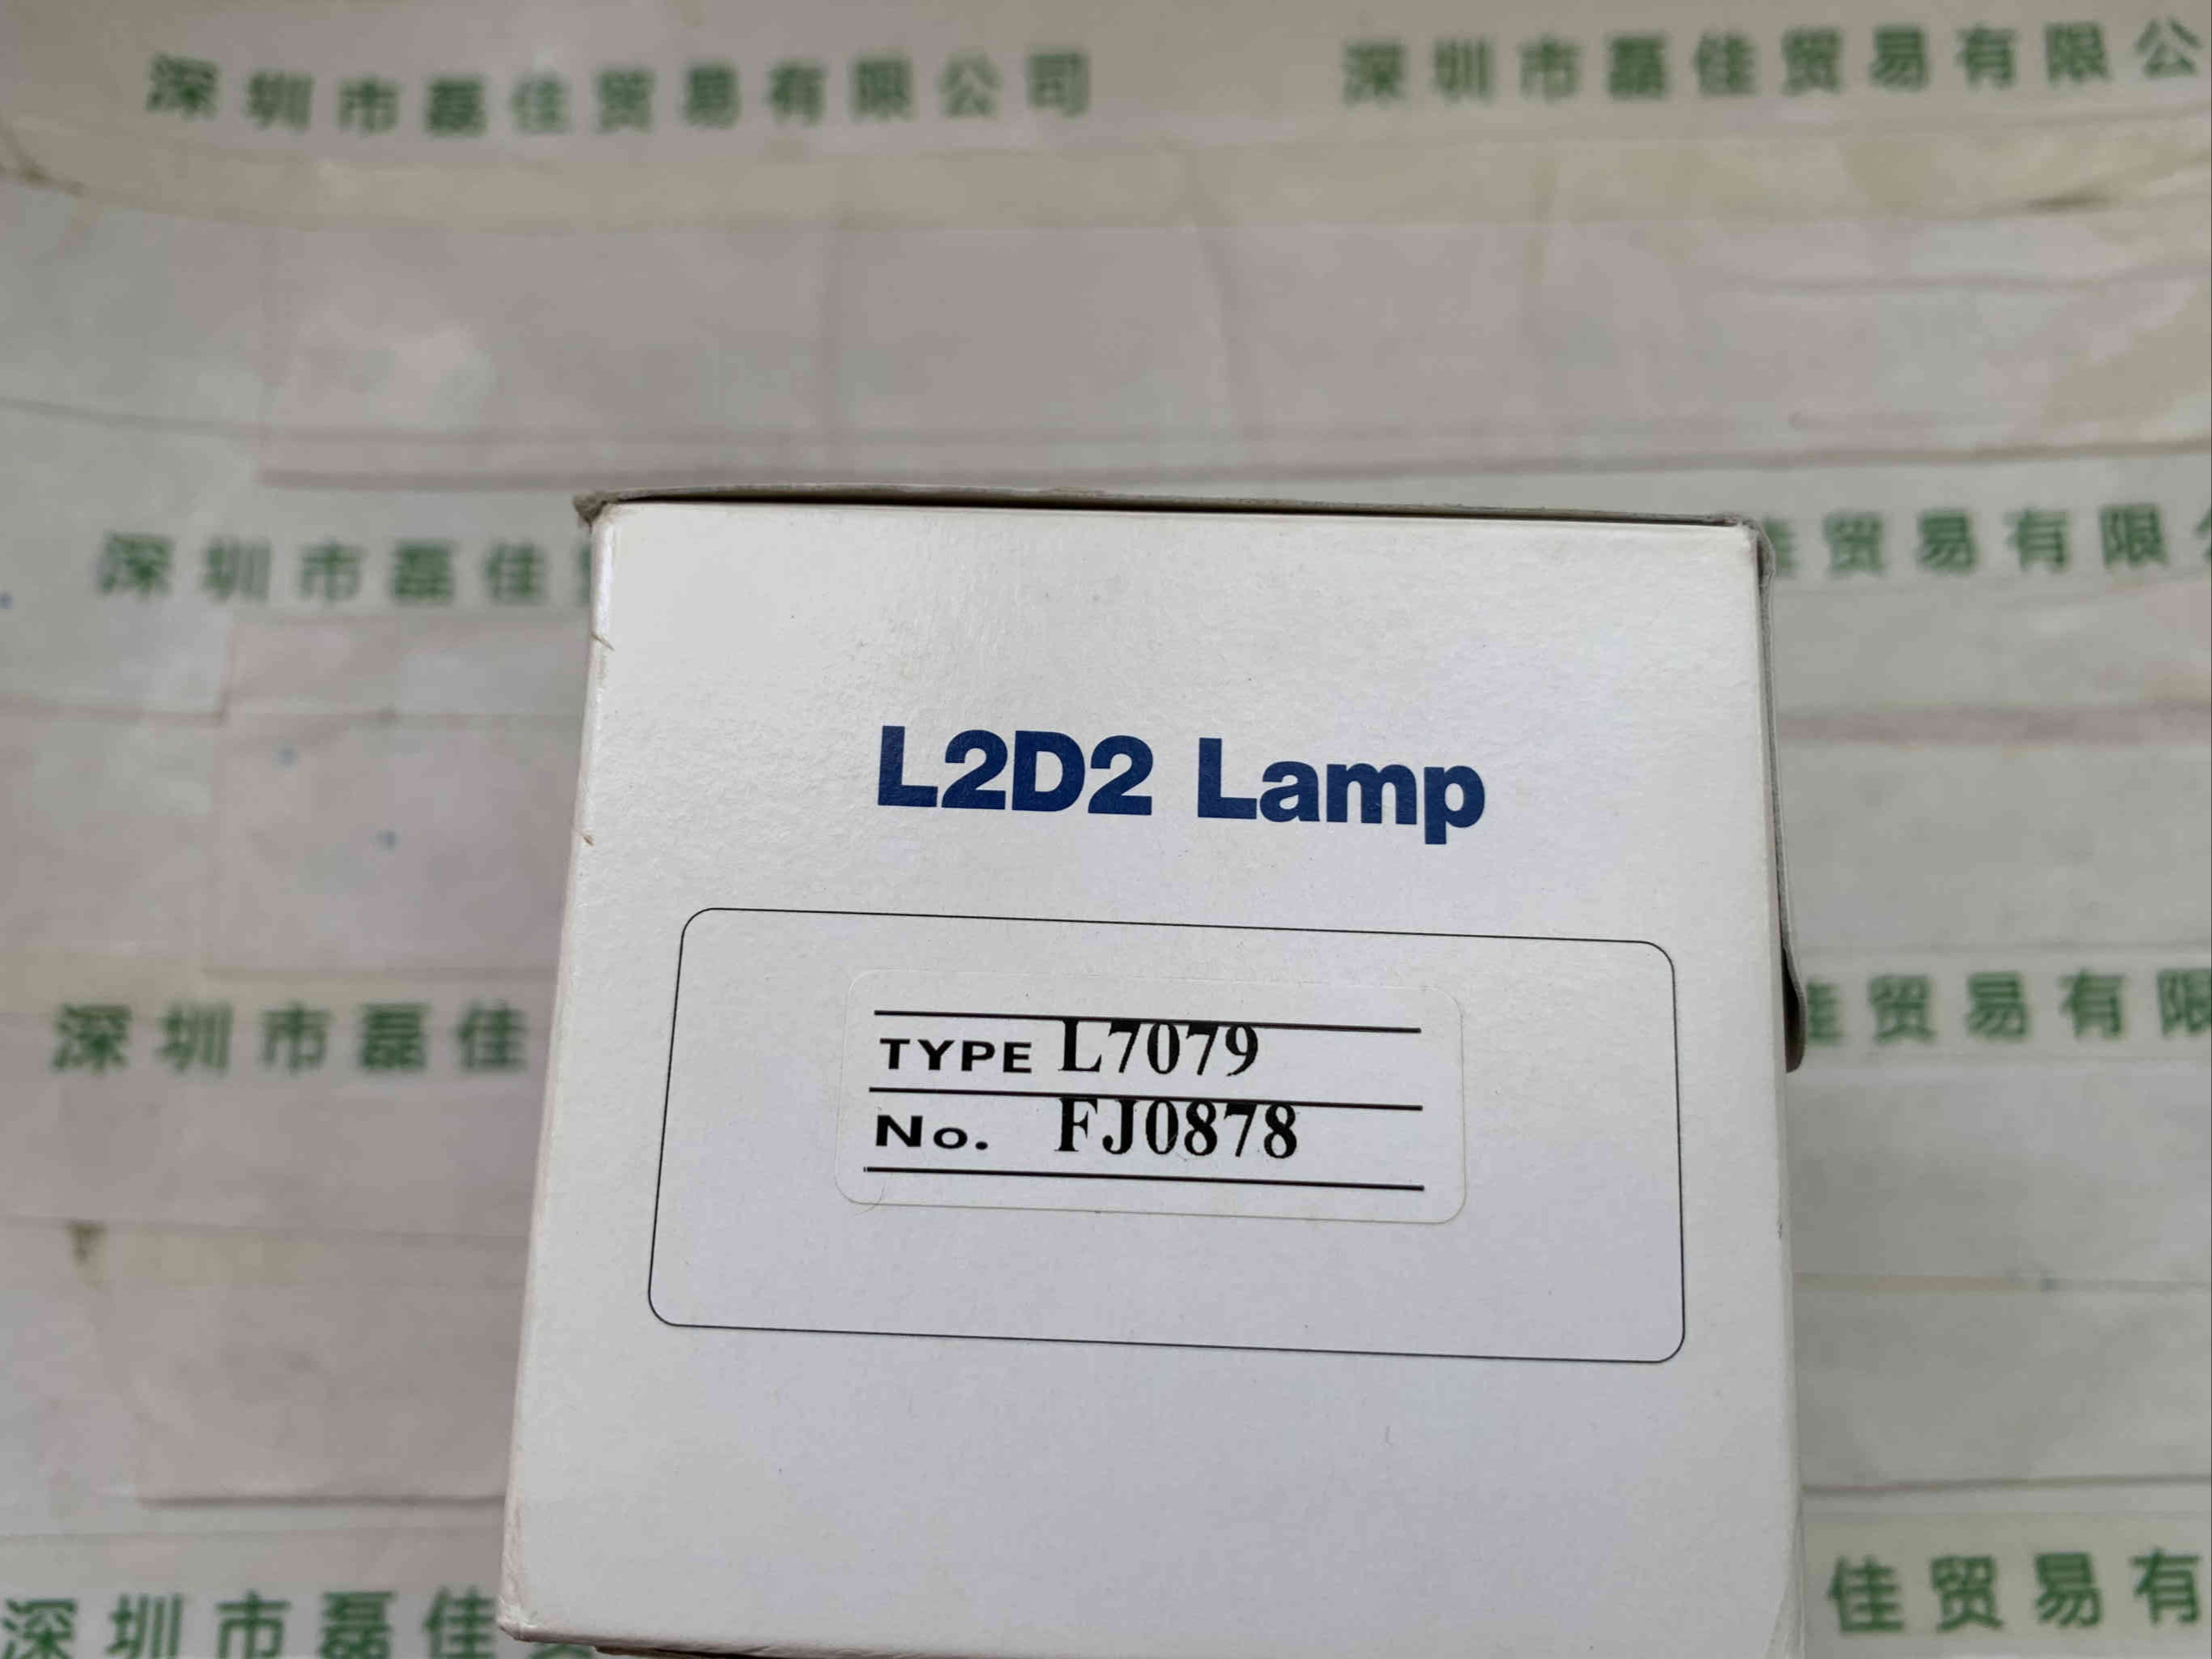 深圳市磊佳贸易有限公司 深圳市磊佳贸易有限公
深圳市磊佳 贸易有限
L2D2 Lamp
深圳市磊佳 佳贸易有限
TYPE L7079
No. FJ0878
深圳市磊佳 佳贸易有